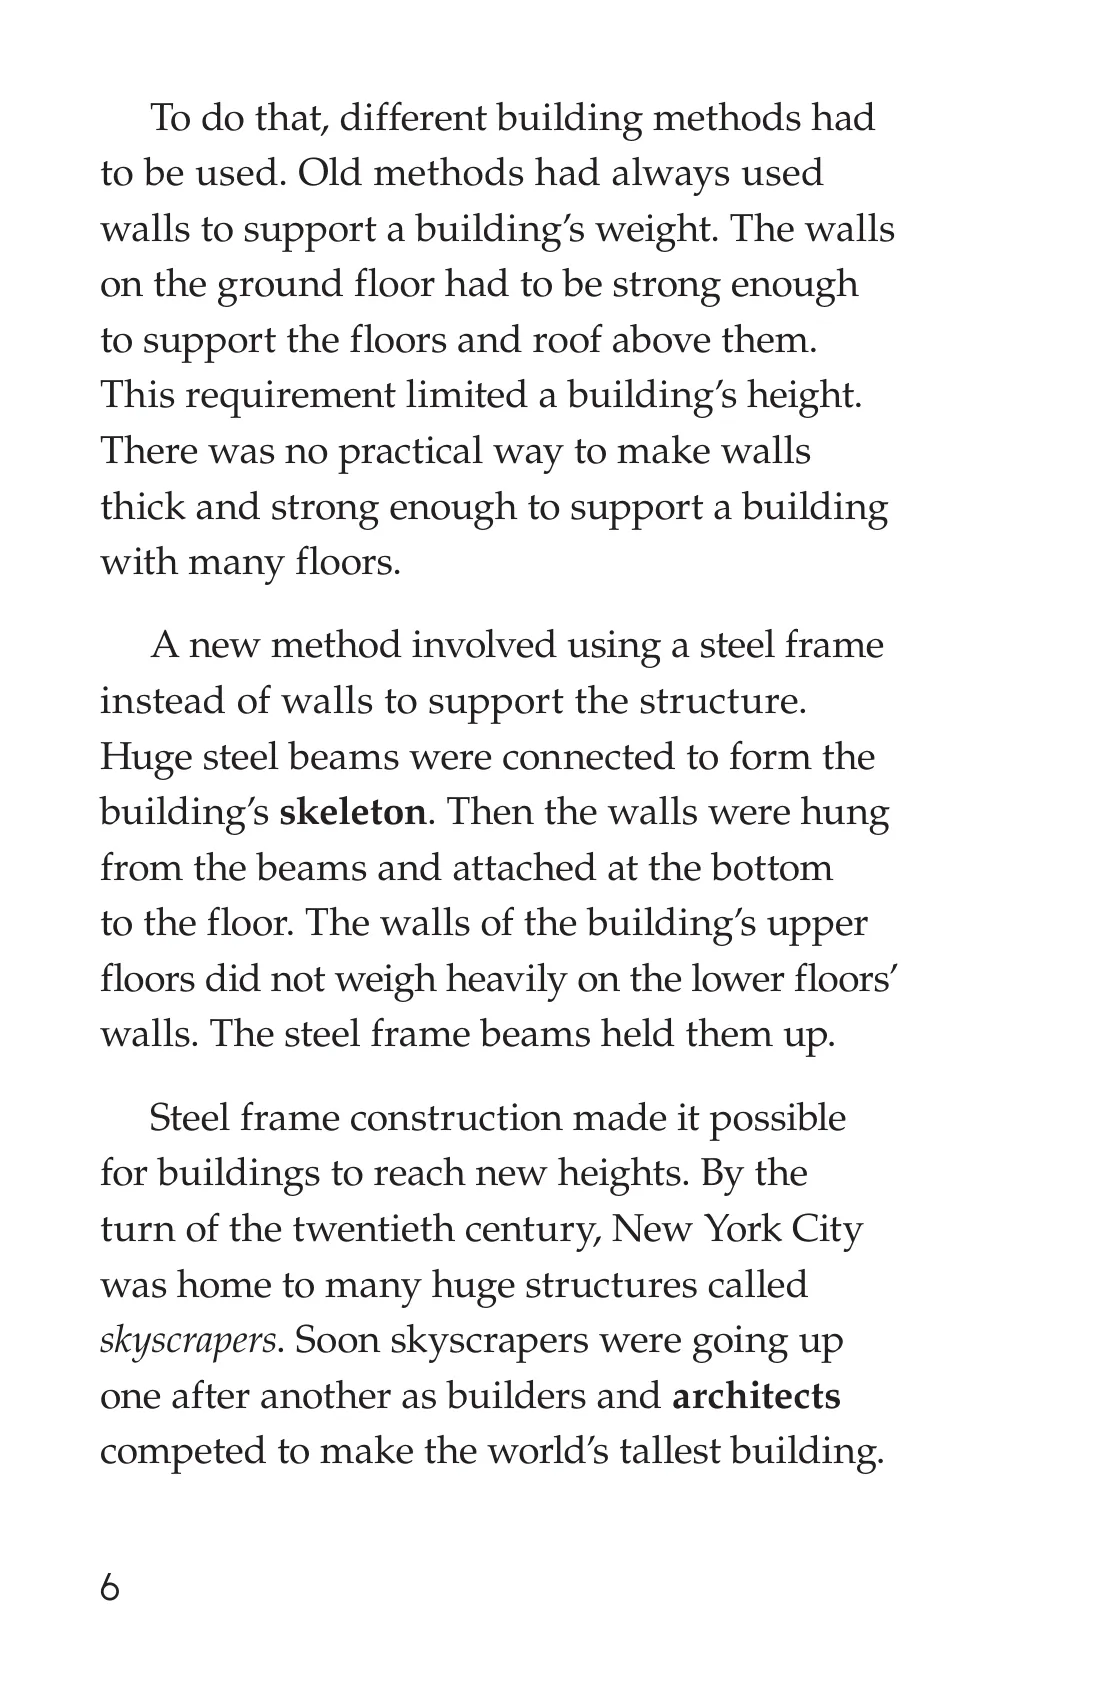 To do that, different building methods had
to be used. Old methods had always used
walls to support a building’s weight. The walls
on the ground floor had to be strong enough
to support the floors and roof above them.
This requirement limited a building’s height.
There was no practical way to make walls
thick and strong enough to support a building
with many floors.
A new method involved using a steel frame
instead of walls to support the structure.
Huge steel beams were connected to form the
building’s skeleton. Then the walls were hung
from the beams and attached at the bottom
to the floor. The walls of the building’s upper
floors did not weigh heavily on the lower floors’
walls. The steel frame beams held them up.
Steel frame construction made it possible
for buildings to reach new heights. By the
turn of the twentieth century, New York City
was home to many huge structures called
skyscrapers. Soon skyscrapers were going up
one after another as builders and architects
competed to make the world’s tallest building.
6